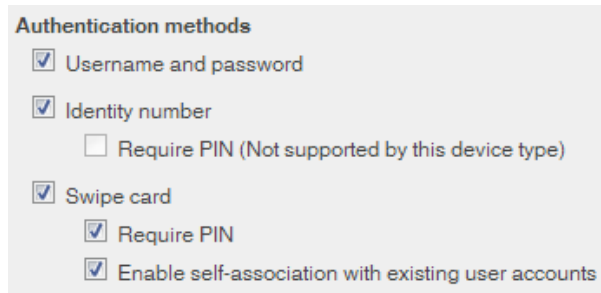 Authentication methods
Username and password
Identity number
Require PIN (Not supported by this device type)
Swipe card
Require PIN
Enable self-association with existing user accounts